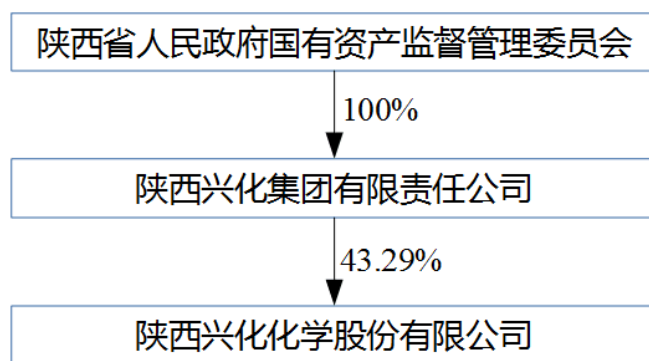 陕西省人民政府国有资产监督管理委员会
100%
陕西兴化集团有限责任公司
43.29%
陕西兴化化学股份有限公司